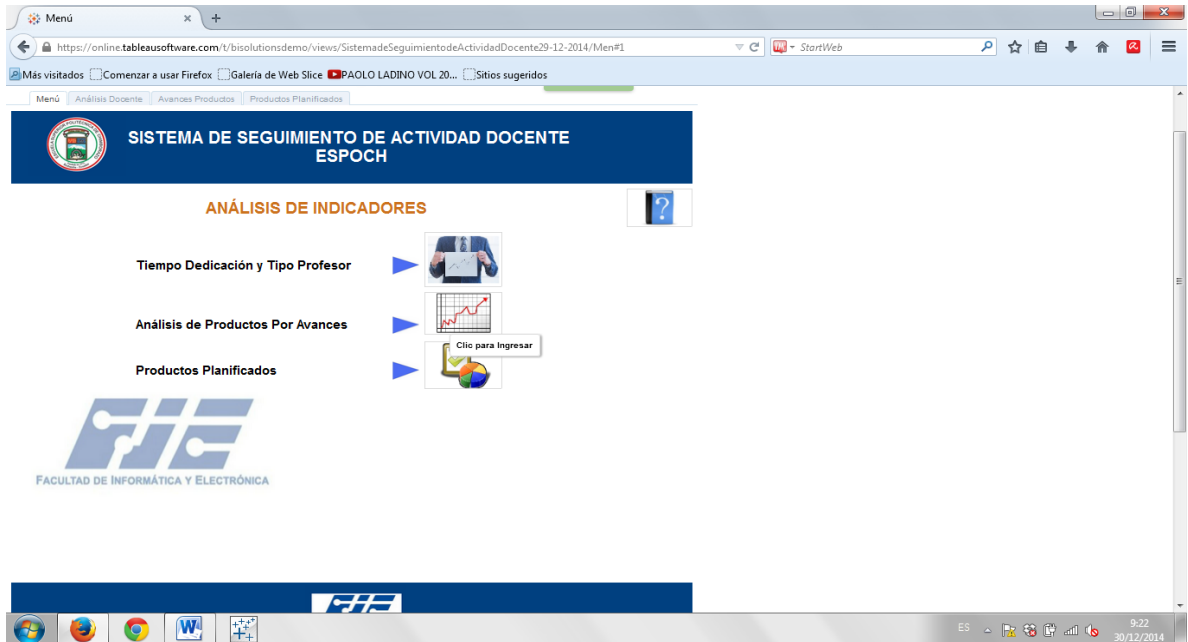 Menú
https://online.tableausoftware.com/t/bisolutionsdemo/views/SistemadeSeguimientodeActividadDocente29-12-2014/Men#1
StartWeb
Más visitados Comenzar a usar Firefox Galería de Web Slice PAOLO LADINO VOL 20... Sitios sugeridos
Menú Análisis Docente Avances Productos Productos Planificados
SISTEMA DE SEGUIMIENTO DE ACTIVIDAD DOCENTE
ESPOCH
ANÁLISIS DE INDICADORES
Tiempo Dedicación y Tipo Profesor
Análisis de Productos Por Avances
Clic para Ingresar
Productos Planificados
FIE
FACULTAD DE INFORMÁTICA Y ELECTRÓNICA
ES
9:22
30/12/2014